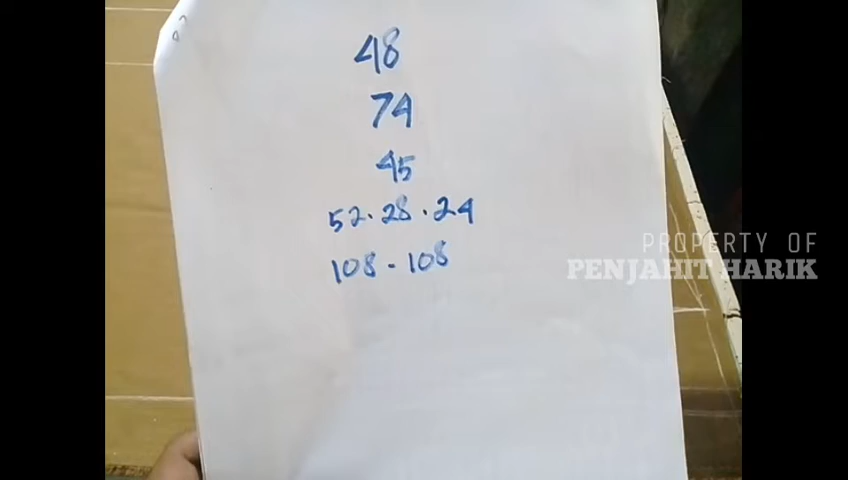 48
74
45
52.28.24
108-108
PROPERTY OF
PENJAHIT HARIK